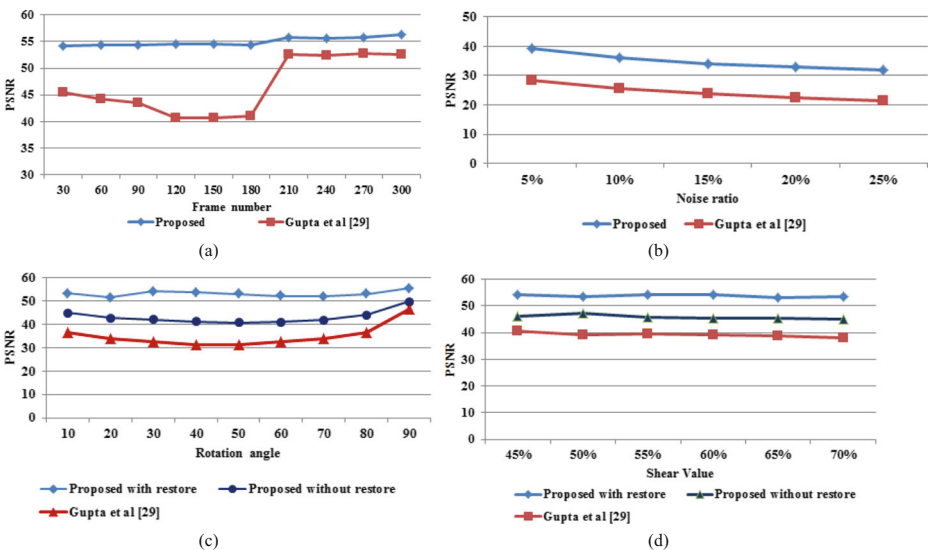 60
55
50
45
40
35
30
PSNR
30 60 90 120 150 180 210 240 270 300
Frame number
Proposed Gupta et al [29]
(a)
50
40
30
20
10
0
PSNR
5% 10% 15% 20% 25%
Noise ratio
Proposed Gupta et al [29]
(b)
60
50
40
30
20
10
0
PSNR
10 20 30 40 50 60 70 80 90
Rotation angle
Proposed with restore Proposed without restore
Gupta et al [29]
(c)
60
50
40
30
20
10
0
PSNR
45% 50% 55% 60% 65% 70%
Shear Value
Proposed with restore Proposed without restore
Gupta et al [29]
(d)